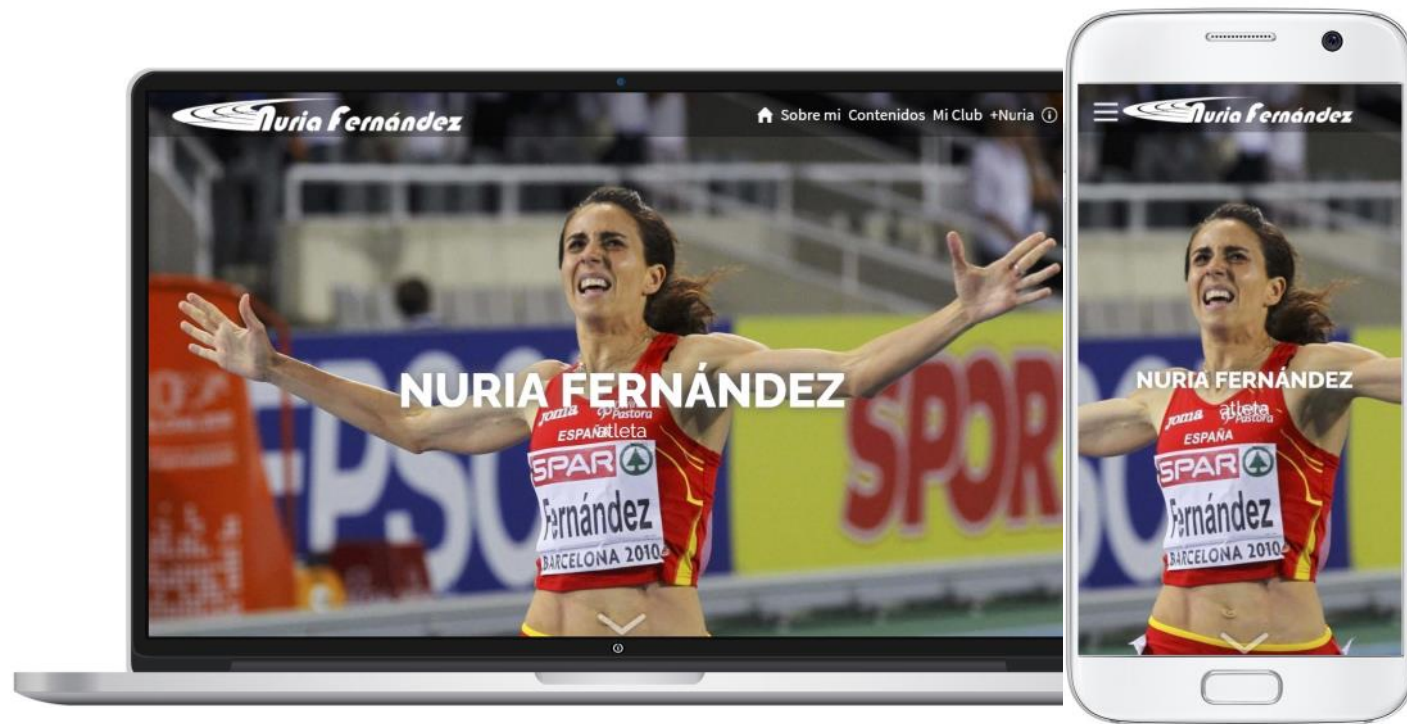 Nuria Fernández
Sobre mi Contenidos Mi Club +Nuria
NURIA FERNÁNDEZ
atleta
Joma
Pastora
ESPAÑA
SPAR
Fernández
BARCELONA 2010
EPSO
SPOR
Nuria Fernández
NURIA FERNÁNDEZ
atleta
Joma
Pastora
ESPAÑA
SPAR
Fernández
BARCELONA 2010